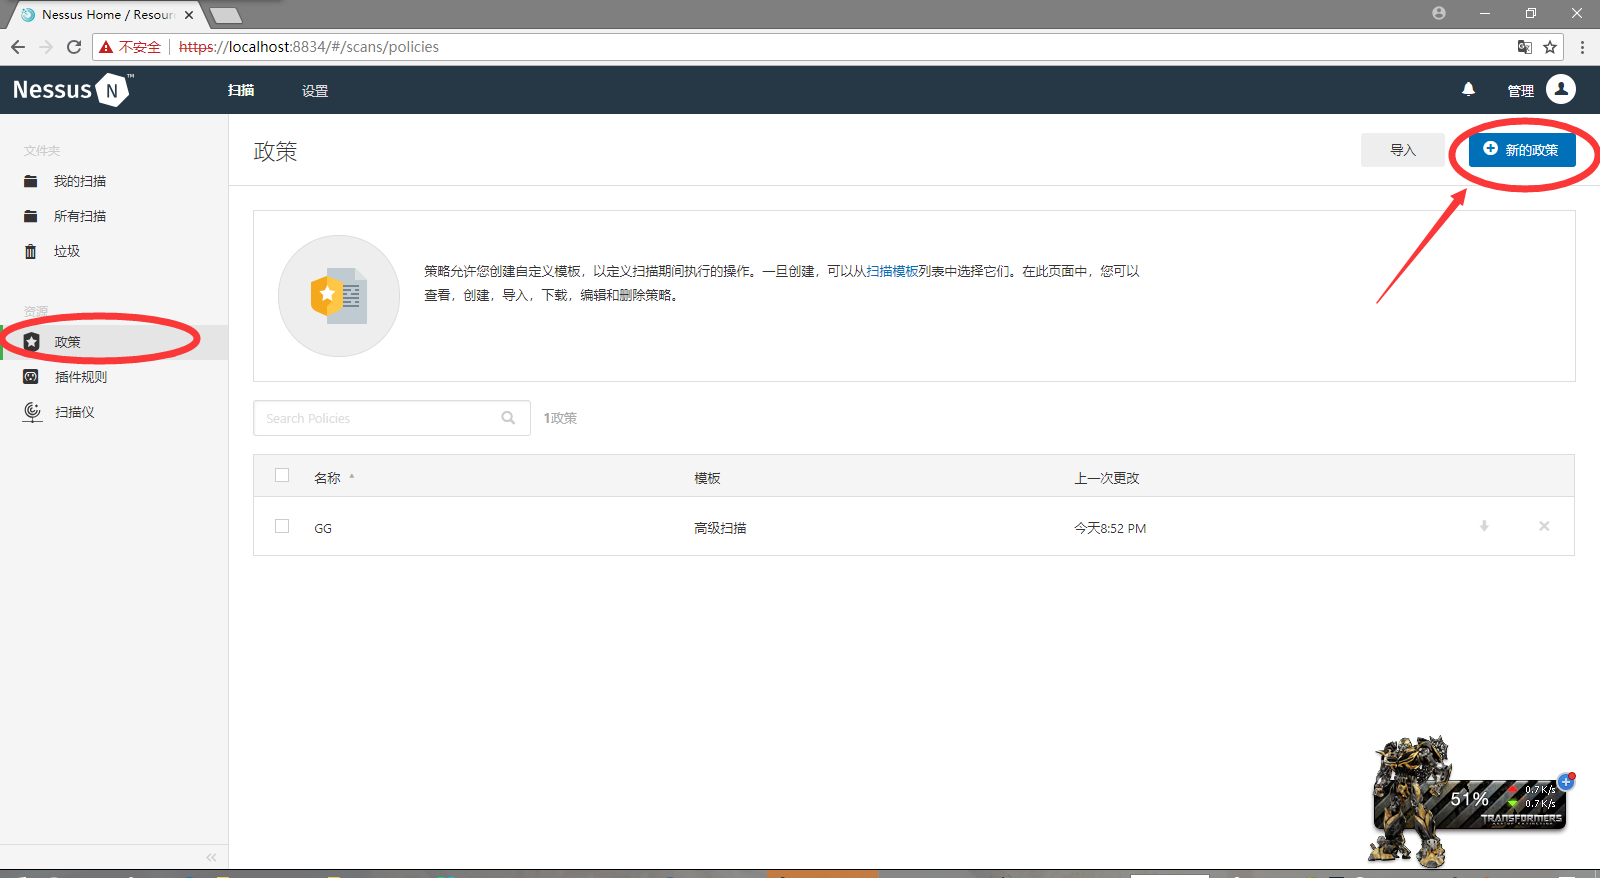 Nessus Home / Resour
不安全
https://localhost:8834/#/scans/policies
Nessus N ™
扫描
设置
管理
文件夹
我的扫描
所有扫描
垃圾
资源
政策
插件规则
扫描仪
政策
导入
新的政策
策略允许您创建自定义模板，以定义扫描期间执行的操作。一旦创建，可以从扫描模板列表中选择它们。在此页面中，您可以
查看，创建，导入，下载，编辑和删除策略。
Search Policies
1政策
名称
模板
上一次更改
GG
高级扫描
今天8:52 PM
51%
0.7K/s
0.7K/s
TRANSFORMERS